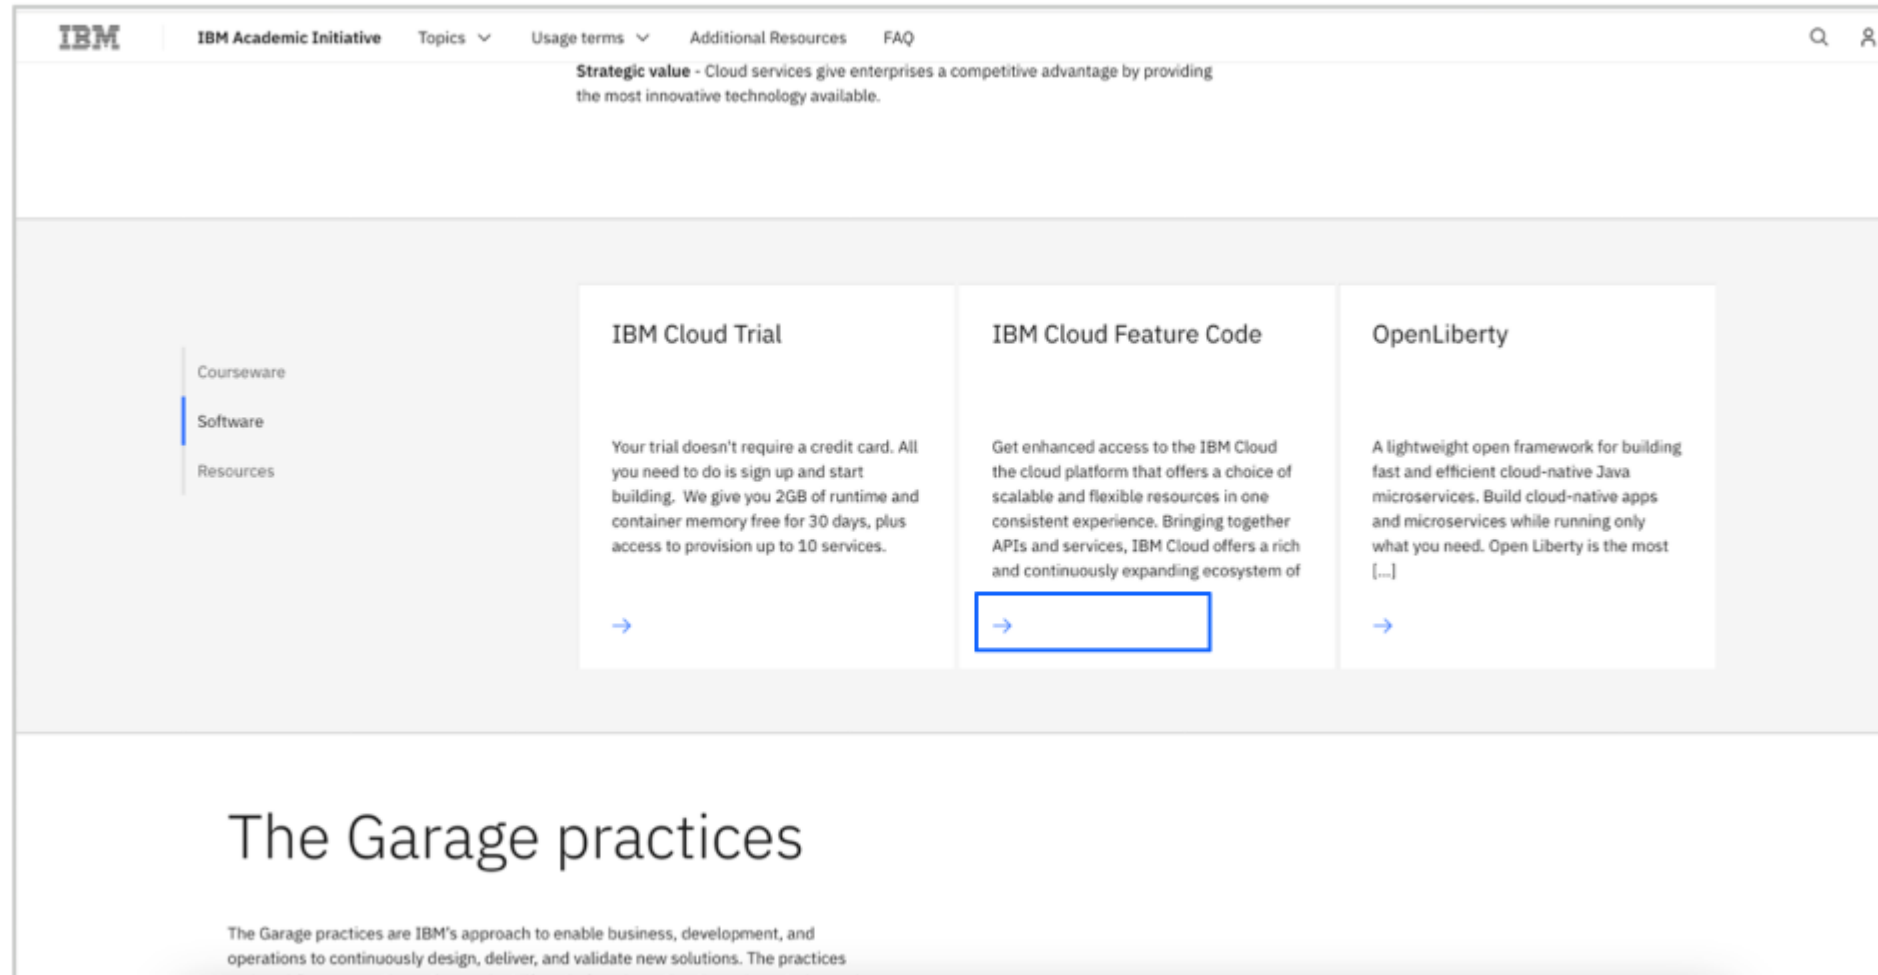 IBM
IBM Academic Initiative Topics Usage terms Additional Resources FAQ
Strategic value - Cloud services give enterprises a competitive advantage by providing
the most innovative technology available.
Courseware
Software
Resources
IBM Cloud Trial
Your trial doesn't require a credit card. All
you need to do is sign up and start
building.  We give you 2GB of runtime and
container memory free for 30 days, plus
access to provision up to 10 services.
→
IBM Cloud Feature Code
Get enhanced access to the IBM Cloud
the cloud platform that offers a choice of
scalable and flexible resources in one
consistent experience. Bringing together
APIs and services, IBM Cloud offers a rich
and continuously expanding ecosystem of
→
OpenLiberty
A lightweight open framework for building
fast and efficient cloud-native Java
microservices. Build cloud-native apps
and microservices while running only
what you need. Open Liberty is the most
[...]
→
The Garage practices
The Garage practices are IBM's approach to enable business, development, and
operations to continuously design, deliver, and validate new solutions. The practices